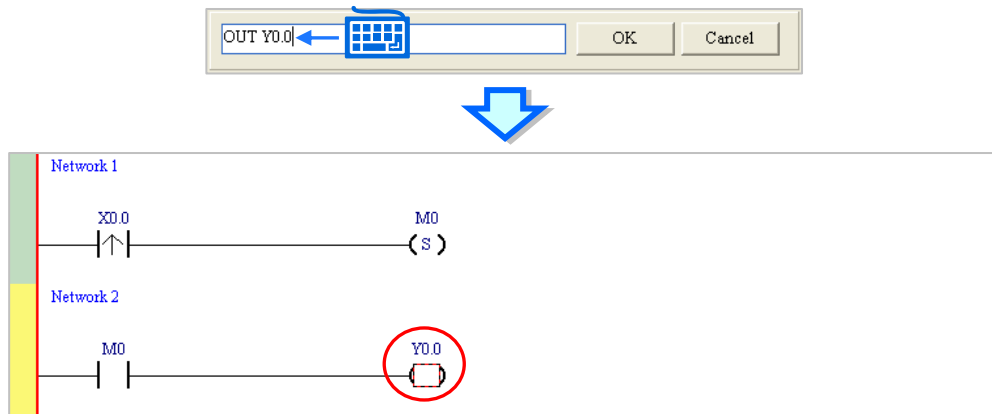 OUT Y0.0 OK Cancel
Network 1
X0.0 M0
S
Network 2
M0 Y0.0